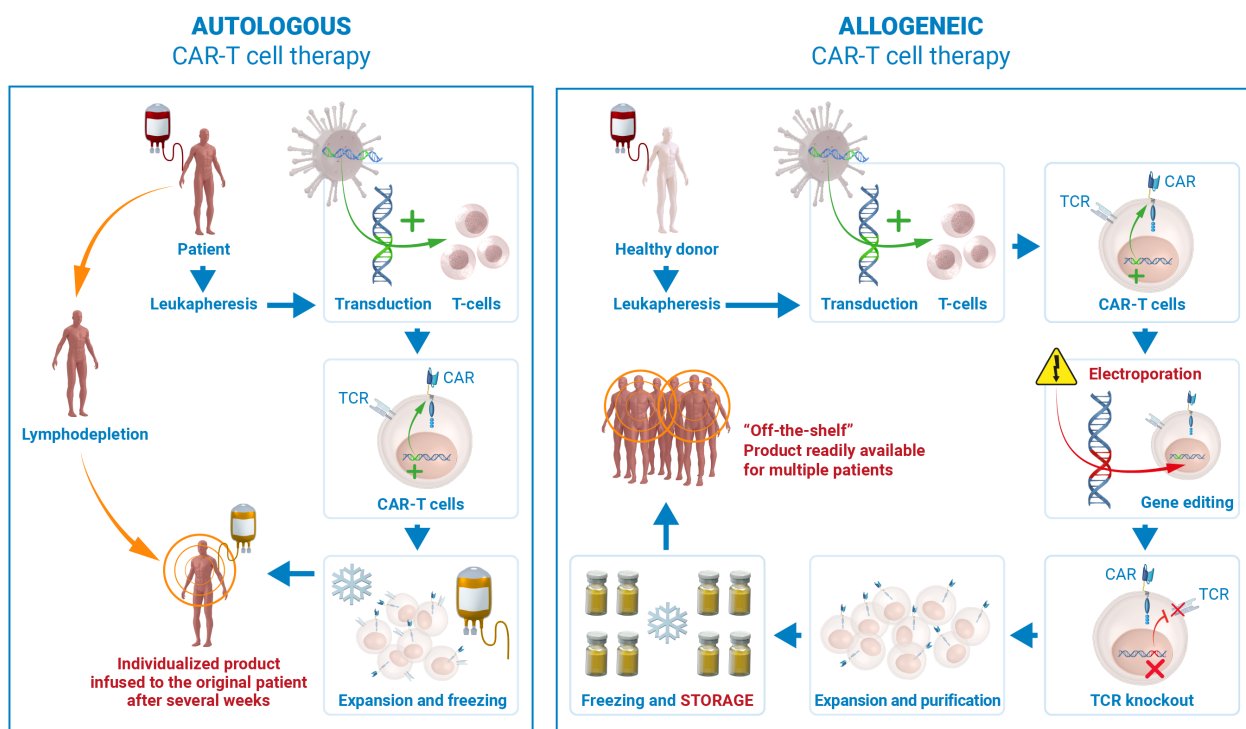 AUTOLOGOUS
CAR-T cell therapy
Patient
Leukapheresis
Transduction
T-cells
TCR
CAR
CAR-T cells
Lymphodepletion
Expansion and freezing
Individualized product
infused to the original patient
after several weeks
ALLOGENEIC
CAR-T cell therapy
Healthy donor
Leukapheresis
Transduction
T-cells
TCR
CAR
CAR-T cells
Electroporation
Gene editing
CAR
TCR
TCR knockout
Expansion and purification
Freezing and STORAGE
“Off-the-shelf”
Product readily available
for multiple patients